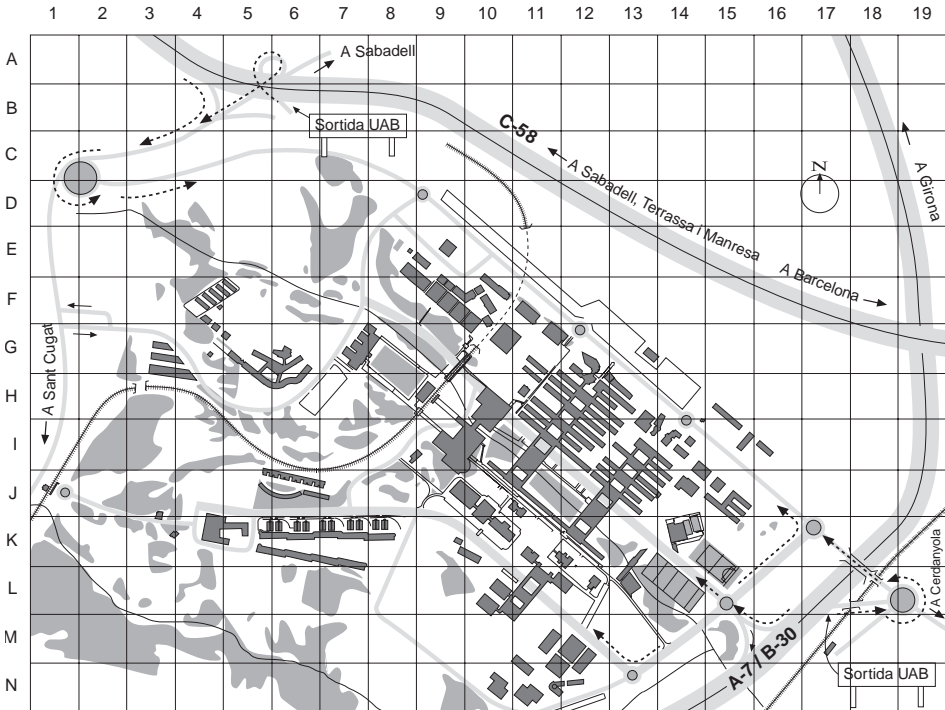 1 2 3 4 5 6 7 8 9 10 11 12 13 14 15 16 17 18 19
A
B
C
D
E
F
G
H
I
J
K
L
M
N
A Sabadell
Sortida UAB
C-58
A Sabadell, Terrassa i Manresa
A Barcelona
N
A Girona
A Sant Cugat
A Cerdanyola
A-7 / B-30
Sortida UAB